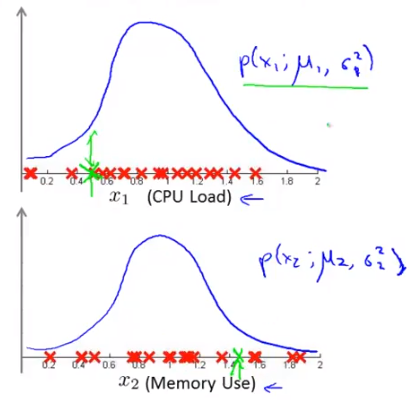 p(x₁; μ₁, σ₁²)
0.2 0.4 0.6 0.8 1 1.2 1.4 1.6 1.8 2
x₁ (CPU Load) ←
p(x₂; μ₂, σ₂²)
0.2 0.4 0.6 0.8 1 1.2 1.4 1.6 1.8 2
x₂ (Memory Use) ←